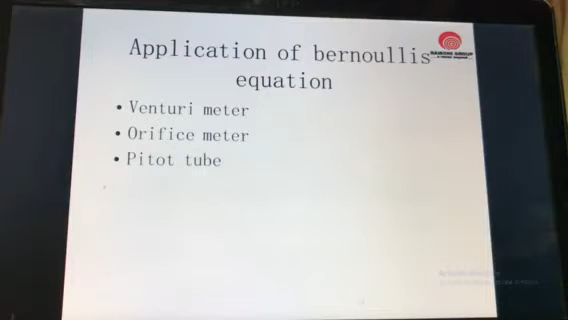 Application of bernoullis
equation
• Venturi meter
• Orifice meter
• Pitot tube